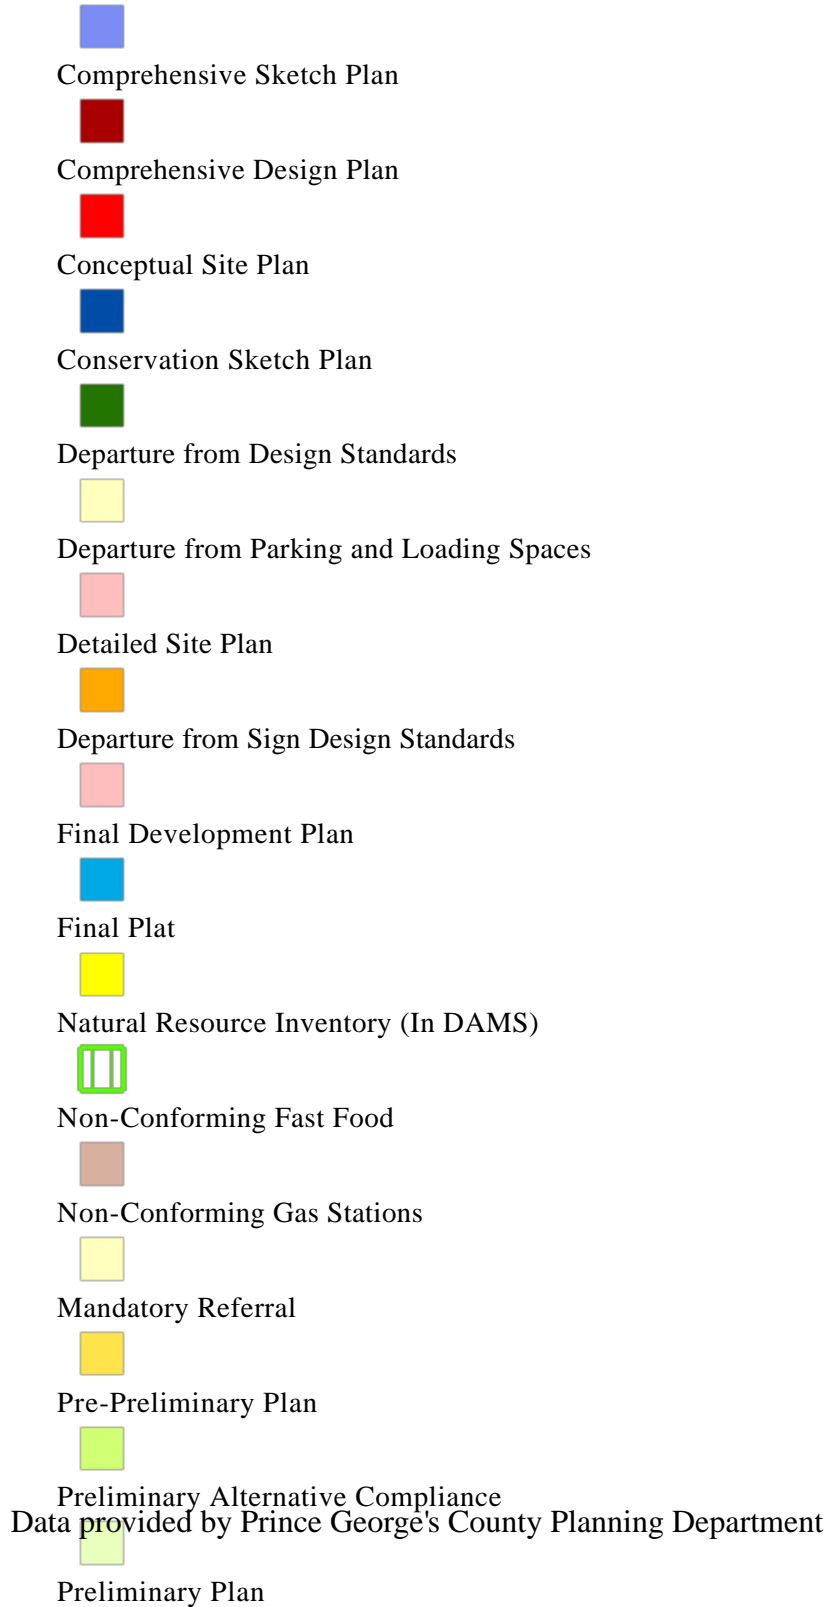 Comprehensive Sketch Plan
Comprehensive Design Plan
Conceptual Site Plan
Conservation Sketch Plan
Departure from Design Standards
Departure from Parking and Loading Spaces
Detailed Site Plan
Departure from Sign Design Standards
Final Development Plan
Final Plat
Natural Resource Inventory (In DAMS)
Non-Conforming Fast Food
Non-Conforming Gas Stations
Mandatory Referral
Pre-Preliminary Plan
Preliminary Alternative Compliance
Data provided by Prince George's County Planning Department
Preliminary Plan